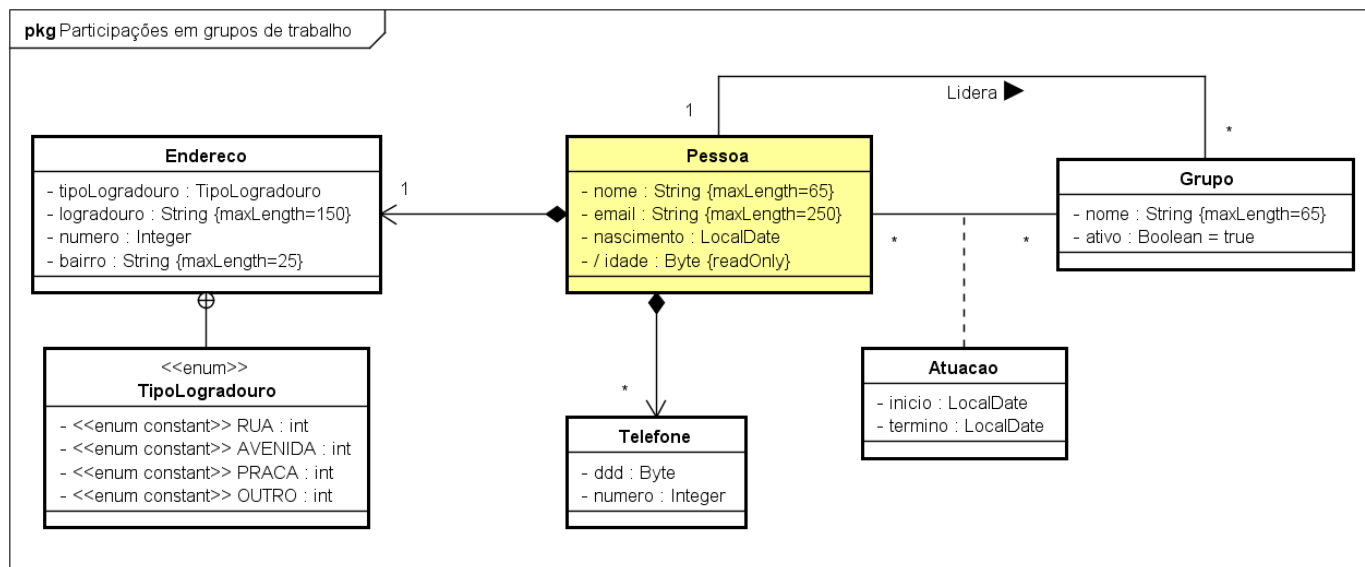 pkg Participações em grupos de trabalho
Lidera ▶
1
*
Endereco
- tipoLogradouro : TipoLogradouro
- logradouro : String {maxLength=150}
- numero : Integer
- bairro : String {maxLength=25}
1
Pessoa
- nome : String {maxLength=65}
- email : String {maxLength=250}
- nascimento : LocalDate
- / idade : Byte {readOnly}
*
*
Grupo
- nome : String {maxLength=65}
- ativo : Boolean = true
<<enum>>
TipoLogradouro
- <<enum constant>> RUA : int
- <<enum constant>> AVENIDA : int
- <<enum constant>> PRACA : int
- <<enum constant>> OUTRO : int
*
Telefone
- ddd : Byte
- numero : Integer
Atuacao
- inicio : LocalDate
- termino : LocalDate